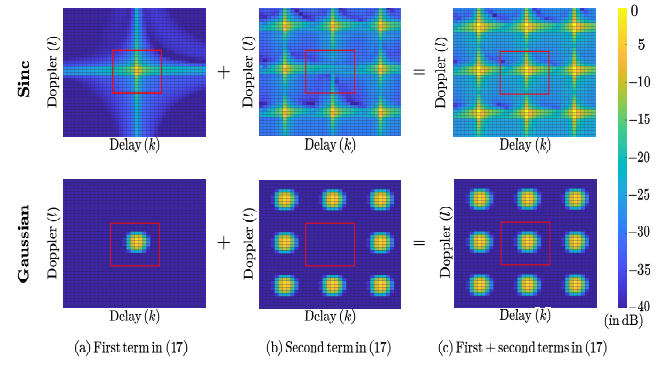 Sinc
Doppler (l)
Delay (k)
+
Doppler (l)
Delay (k)
=
Doppler (l)
Delay (k)
0
−5
−10
−15
−20
−25
−30
−35
−40
(in dB)
Gaussian
Doppler (l)
Delay (k)
+
Doppler (l)
Delay (k)
=
Doppler (l)
Delay (k)
(a) First term in (17)
(b) Second term in (17)
(c) First + second terms in (17)